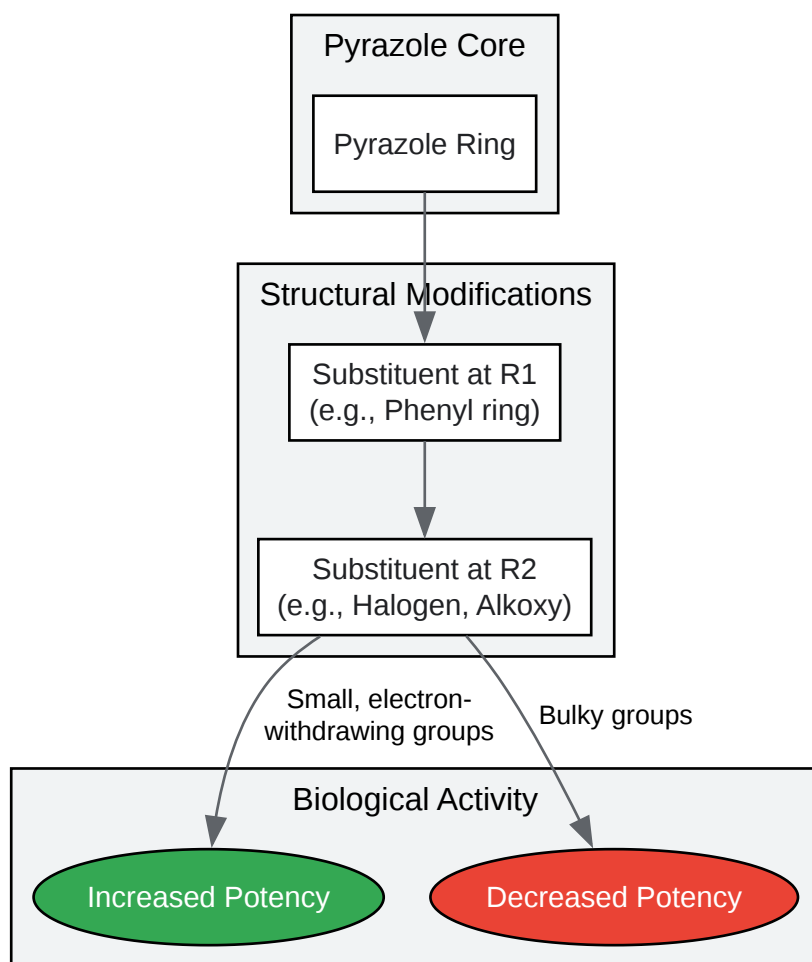 Pyrazole Core
Pyrazole Ring
Structural Modifications
Substituent at R1
(e.g., Phenyl ring)
Substituent at R2
(e.g., Halogen, Alkoxy)
Small, electron-
withdrawing groups
Bulky groups
Biological Activity
Increased Potency
Decreased Potency